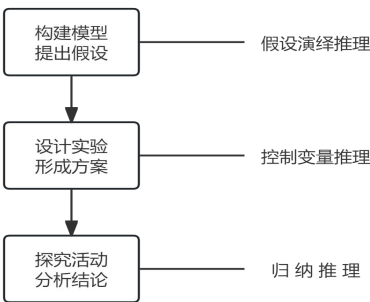 构建模型
提出假设
假设演绎推理
设计实验
形成方案
控制变量推理
探究活动
分析结论
归纳推理